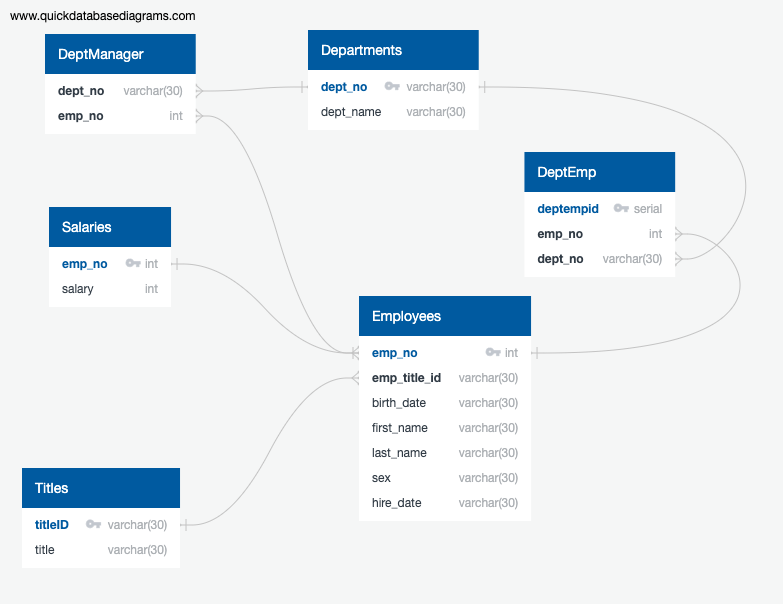 www.quickdatabasediagrams.com
DeptManager
dept_no varchar(30)
emp_no int
Departments
dept_no varchar(30)
dept_name varchar(30)
DeptEmp
deptempid serial
emp_no int
dept_no varchar(30)
Salaries
emp_no int
salary int
Employees
emp_no int
emp_title_id varchar(30)
birth_date varchar(30)
first_name varchar(30)
last_name varchar(30)
sex varchar(30)
hire_date varchar(30)
Titles
titleID varchar(30)
title varchar(30)